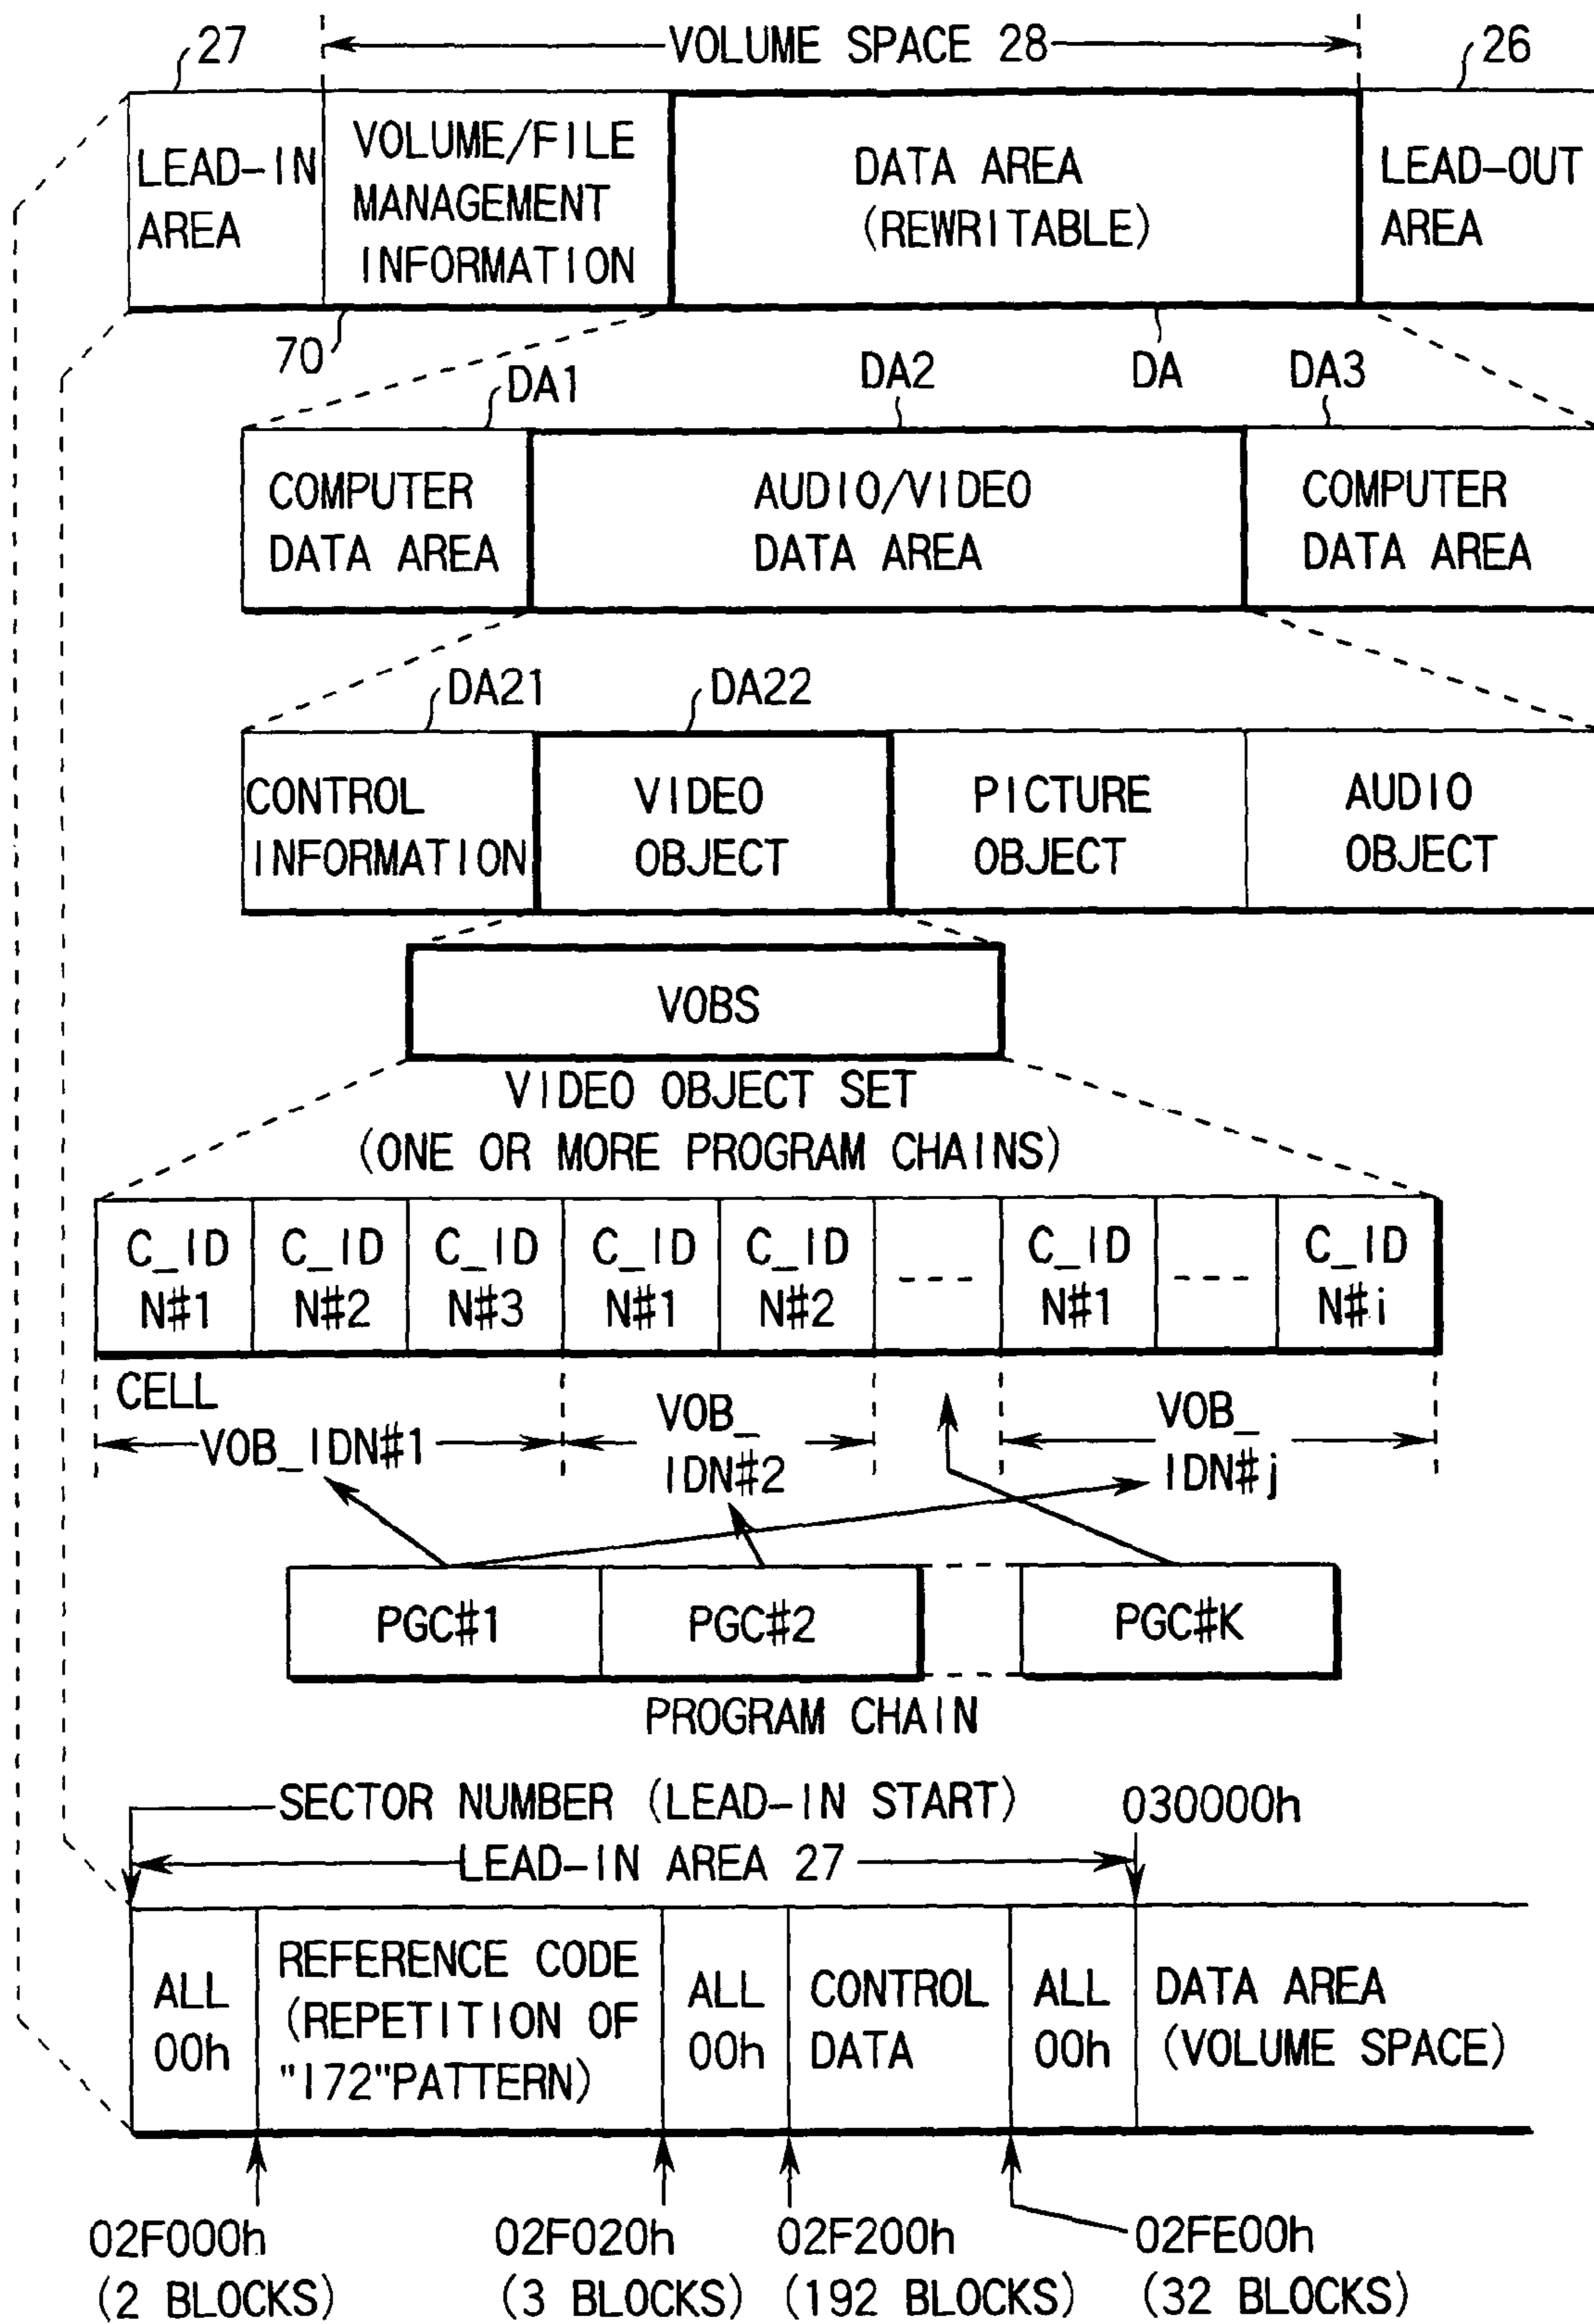 27
VOLUME SPACE 28
26
LEAD-IN
AREA
VOLUME/FILE
MANAGEMENT
INFORMATION
DATA AREA
(REWRITABLE)
LEAD-OUT
AREA
70
DA1
DA2
DA
DA3
COMPUTER
DATA AREA
AUDIO/VIDEO
DATA AREA
COMPUTER
DATA AREA
DA21
DA22
CONTROL
INFORMATION
VIDEO
OBJECT
PICTURE
OBJECT
AUDIO
OBJECT
VOBS
VIDEO OBJECT SET
(ONE OR MORE PROGRAM CHAINS)
C_ID
N#1
C_ID
N#2
C_ID
N#3
C_ID
N#1
C_ID
N#2
----
C_ID
N#1
----
C_ID
N#i
CELL
VOB_IDN#1
VOB_
IDN#2
VOB_
IDN#j
PGC#1
PGC#2
PGC#K
PROGRAM CHAIN
SECTOR NUMBER (LEAD-IN START)
030000h
LEAD-IN AREA 27
ALL
00h
REFERENCE CODE
(REPETITION OF
"172"PATTERN)
ALL
00h
CONTROL
DATA
ALL
00h
DATA AREA
(VOLUME SPACE)
02F000h
(2 BLOCKS)
02F020h
(3 BLOCKS)
02F200h
(192 BLOCKS)
02FE00h
(32 BLOCKS)